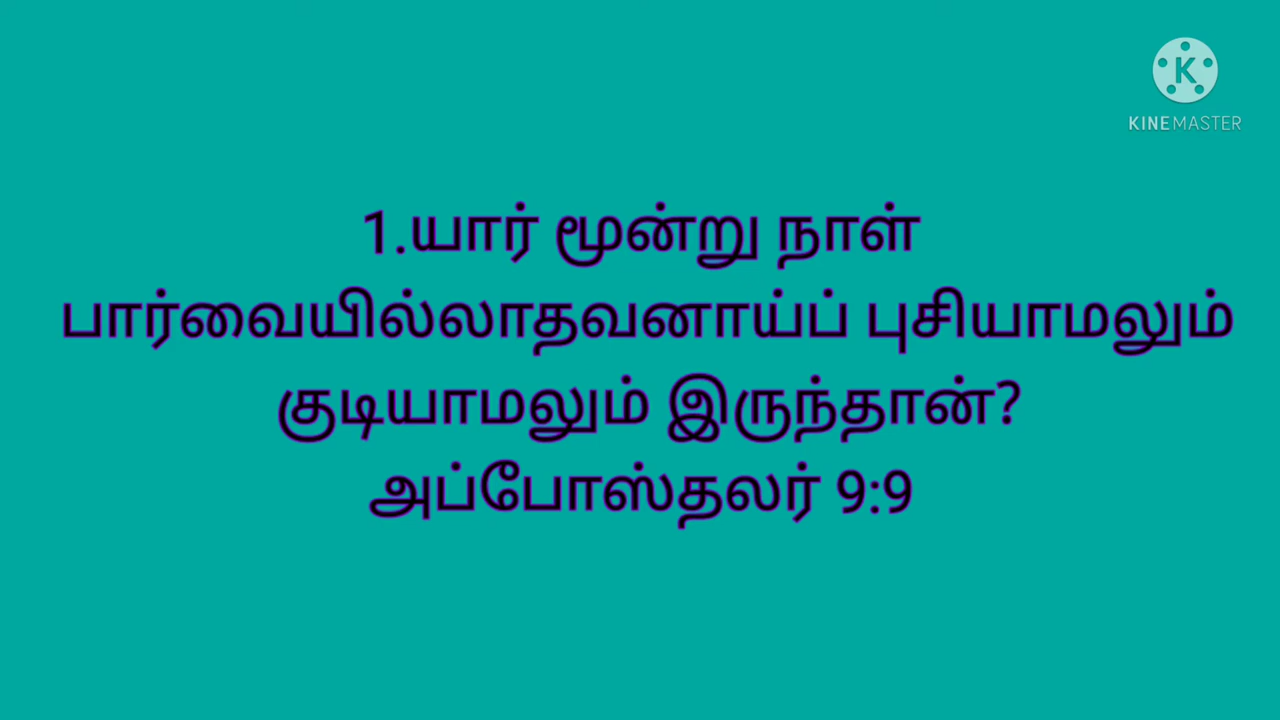 KINEMASTER
1.யார் மூன்று நாள்
பார்வையில்லாதவனாய்ப் புசியாமலும்
குடியாமலும் இருந்தான்?
அப்போஸ்தலர் 9:9